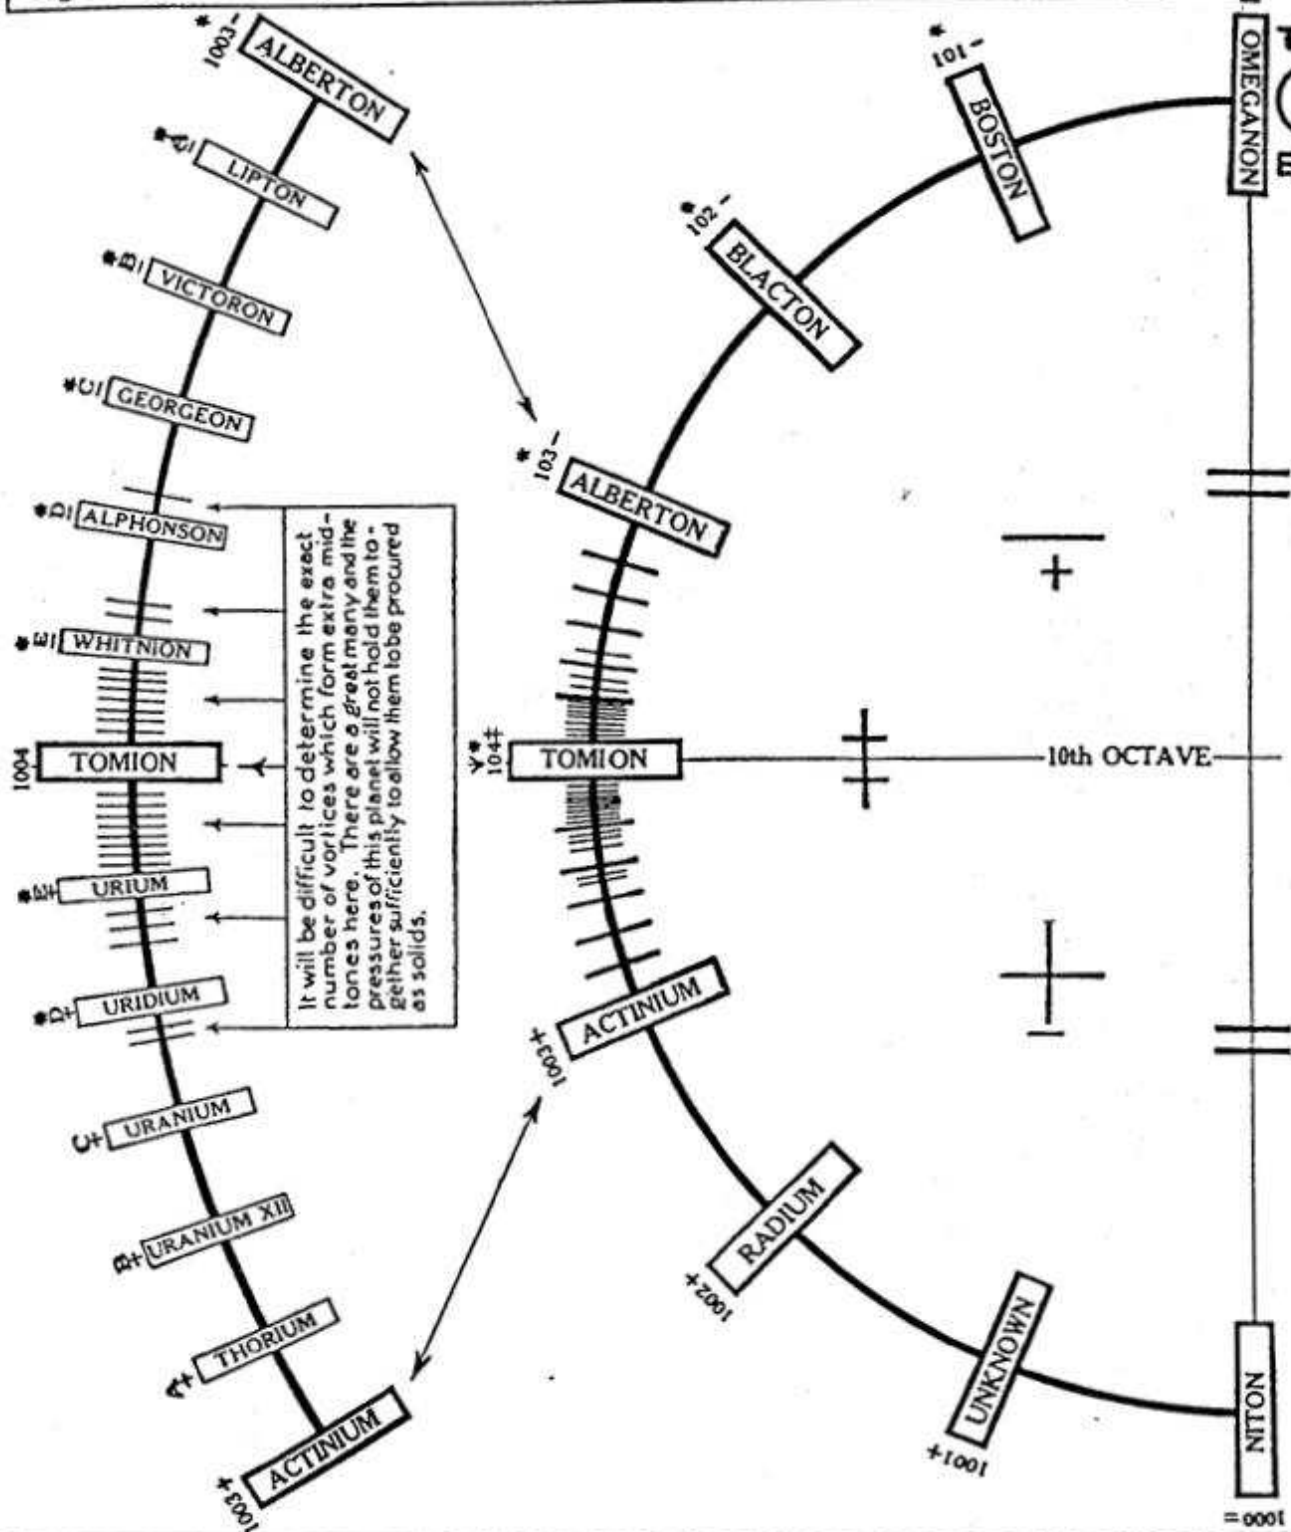 1003-
*
ALBERTON
*
A-
LIPTON
*B-
VICTORON
*C-
GEORGEON
*D-
ALPHONSON
*E-
WHITNION
1004
TOMION
*E+
URIUM
*D+
URIDIUM
C+
URANIUM
B+
URANIUM XII
A+
THORIUM
1003+
ACTINIUM
It will be difficult to determine the exact
number of vortices which form extra mid-
tones here. There are a great many and the
pressures of this planet will not hold them to-
gether sufficiently to allow them to be procured
as solids.
OMEGANON
*
101-
BOSTON
*
102-
BLACTON
*
103-
ALBERTON
*
104‡
TOMION
10th OCTAVE
1003+
ACTINIUM
1002+
RADIUM
1001+
UNKNOWN
1000=
NITON